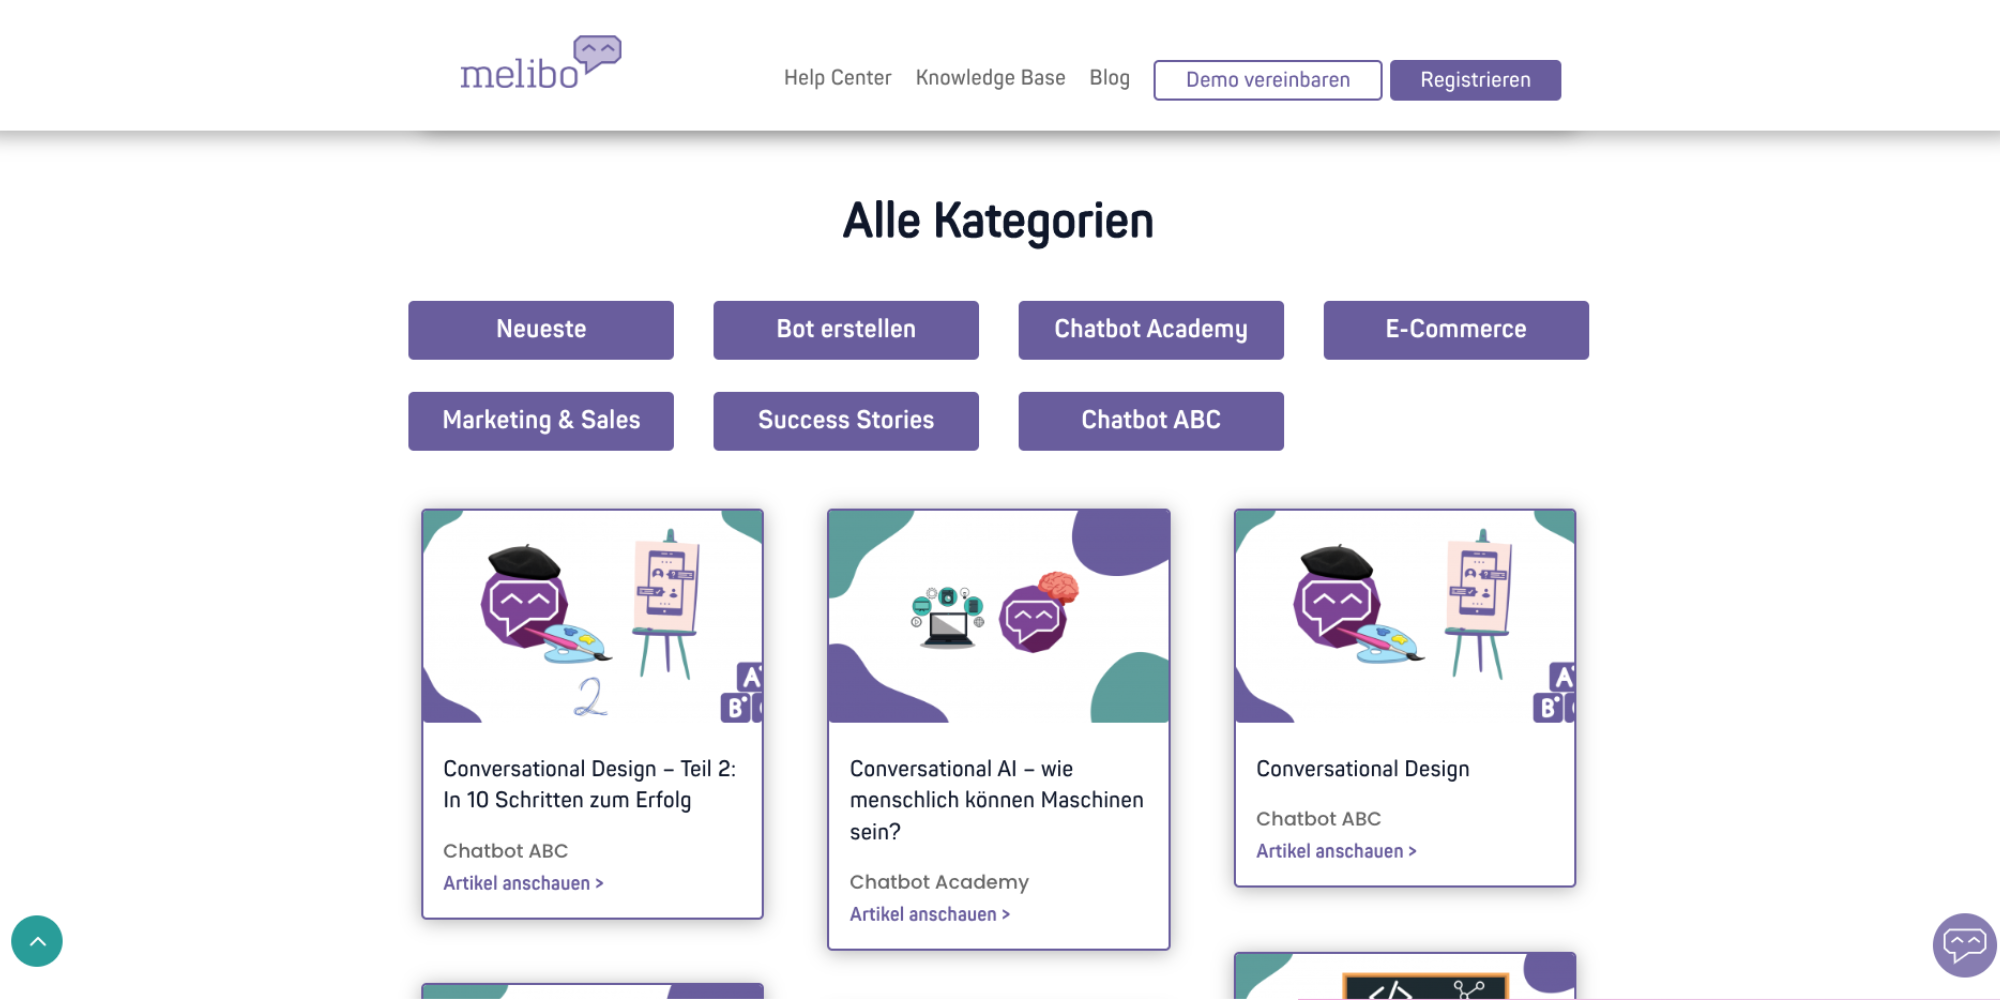 melibo
Help Center Knowledge Base Blog Demo vereinbaren Registrieren
Alle Kategorien
Neueste Bot erstellen Chatbot Academy E-Commerce
Marketing & Sales Success Stories Chatbot ABC
2
A
B
Conversational Design – Teil 2:
In 10 Schritten zum Erfolg
Chatbot ABC
Artikel anschauen >
Conversational AI – wie
menschlich können Maschinen
sein?
Chatbot Academy
Artikel anschauen >
A
B
Conversational Design
Chatbot ABC
Artikel anschauen >
</>